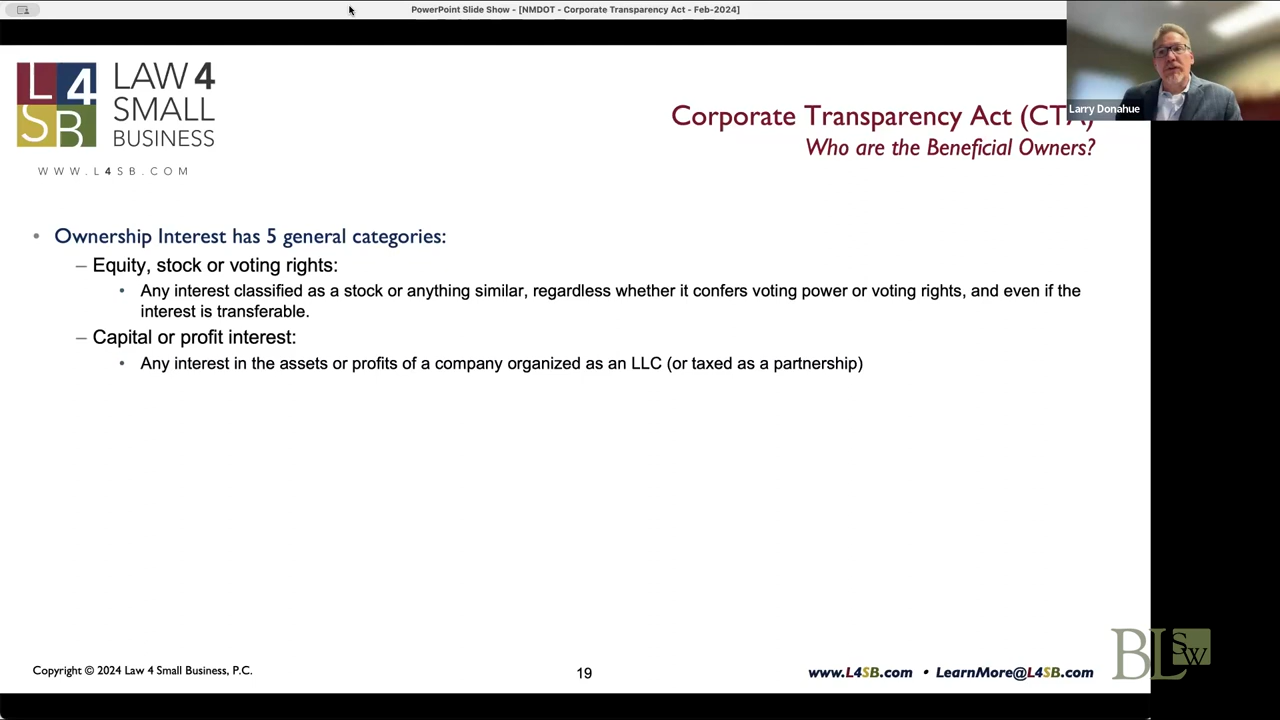 PowerPoint Slide Show - [NMDOT - Corporate Transparency Act - Feb-2024]
Larry Donahue
L4SB
LAW 4
SMALL
BUSINESS
WWW.L4SB.COM
Corporate Transparency Act (CTA)
Who are the Beneficial Owners?
• Ownership Interest has 5 general categories:
– Equity, stock or voting rights:
• Any interest classified as a stock or anything similar, regardless whether it confers voting power or voting rights, and even if the
interest is transferable.
– Capital or profit interest:
• Any interest in the assets or profits of a company organized as an LLC (or taxed as a partnership)
BLSW
Copyright © 2024 Law 4 Small Business, P.C.
19
www.L4SB.com • LearnMore@L4SB.com